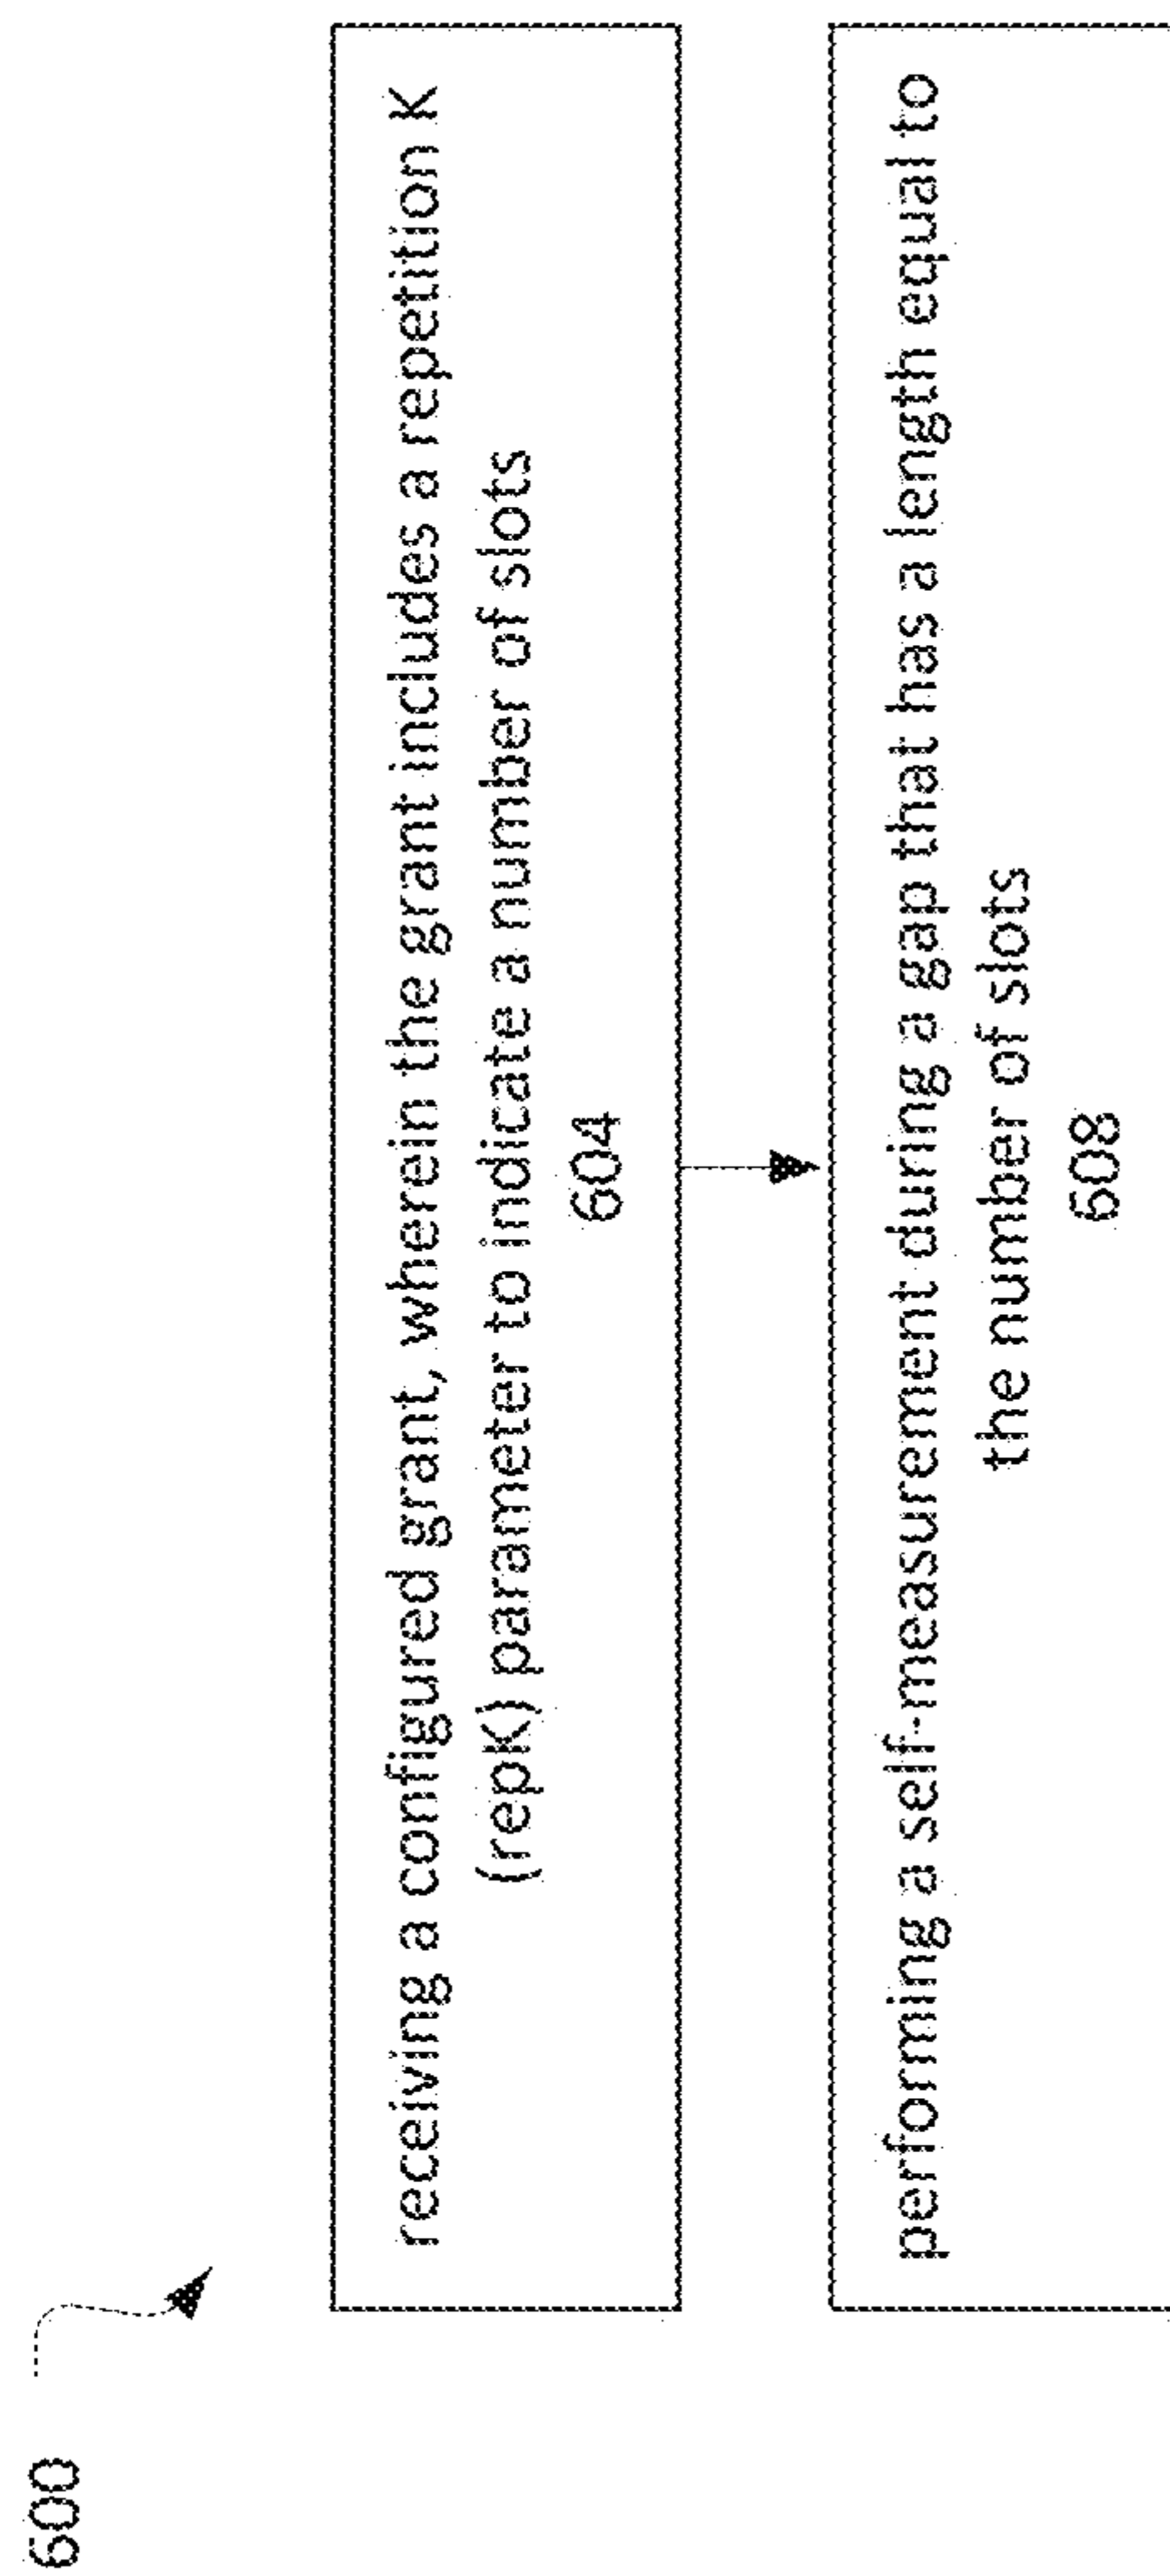 600
receiving a configured grant, wherein the grant includes a repetition K
(repK) parameter to indicate a number of slots
604
performing a self-measurement during a gap that has a length equal to
the number of slots
608